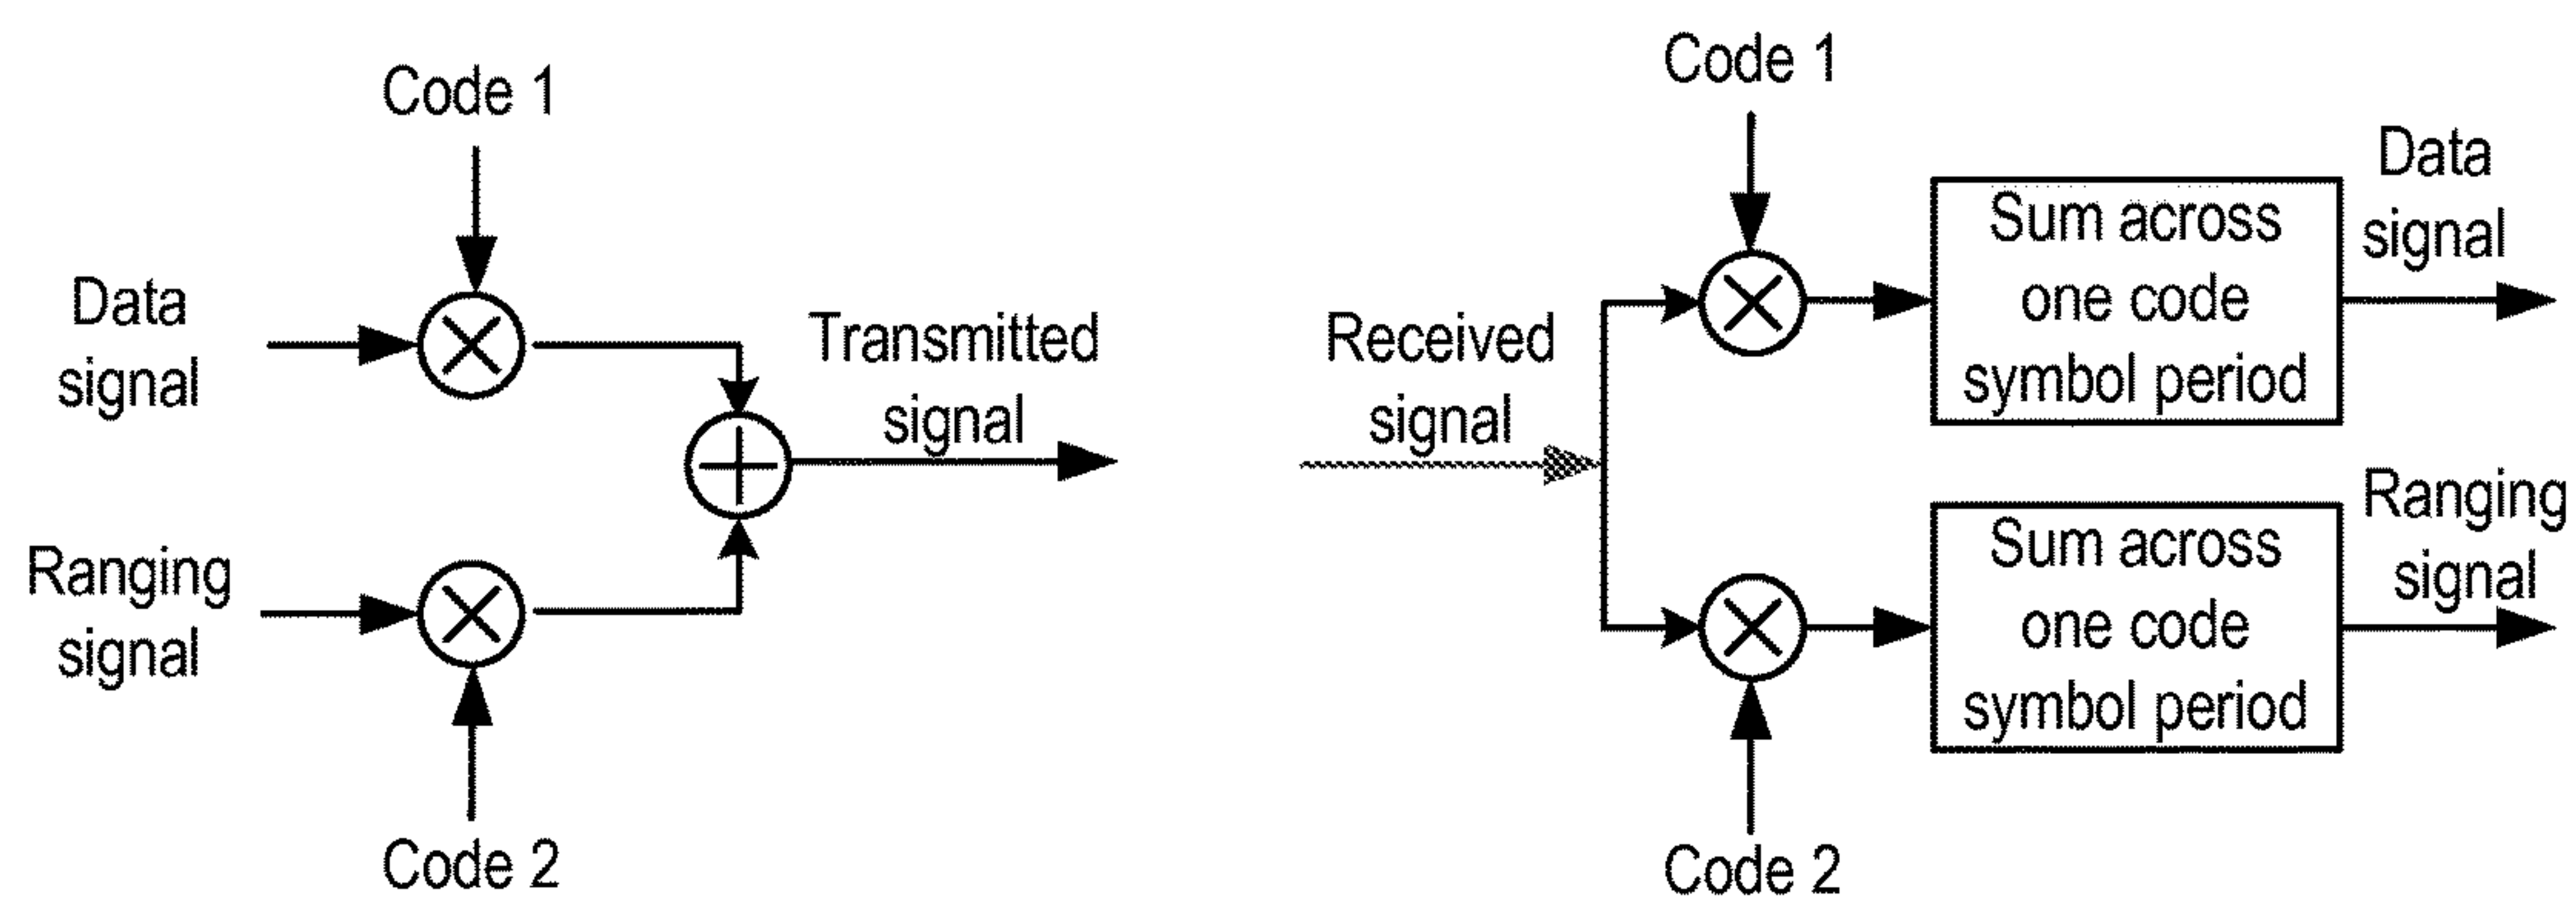 Code 1
Data
signal
Transmitted
signal
Ranging
signal
Code 2
Code 1
Received
signal
Sum across
one code
symbol period
Data
signal
Sum across
one code
symbol period
Ranging
signal
Code 2